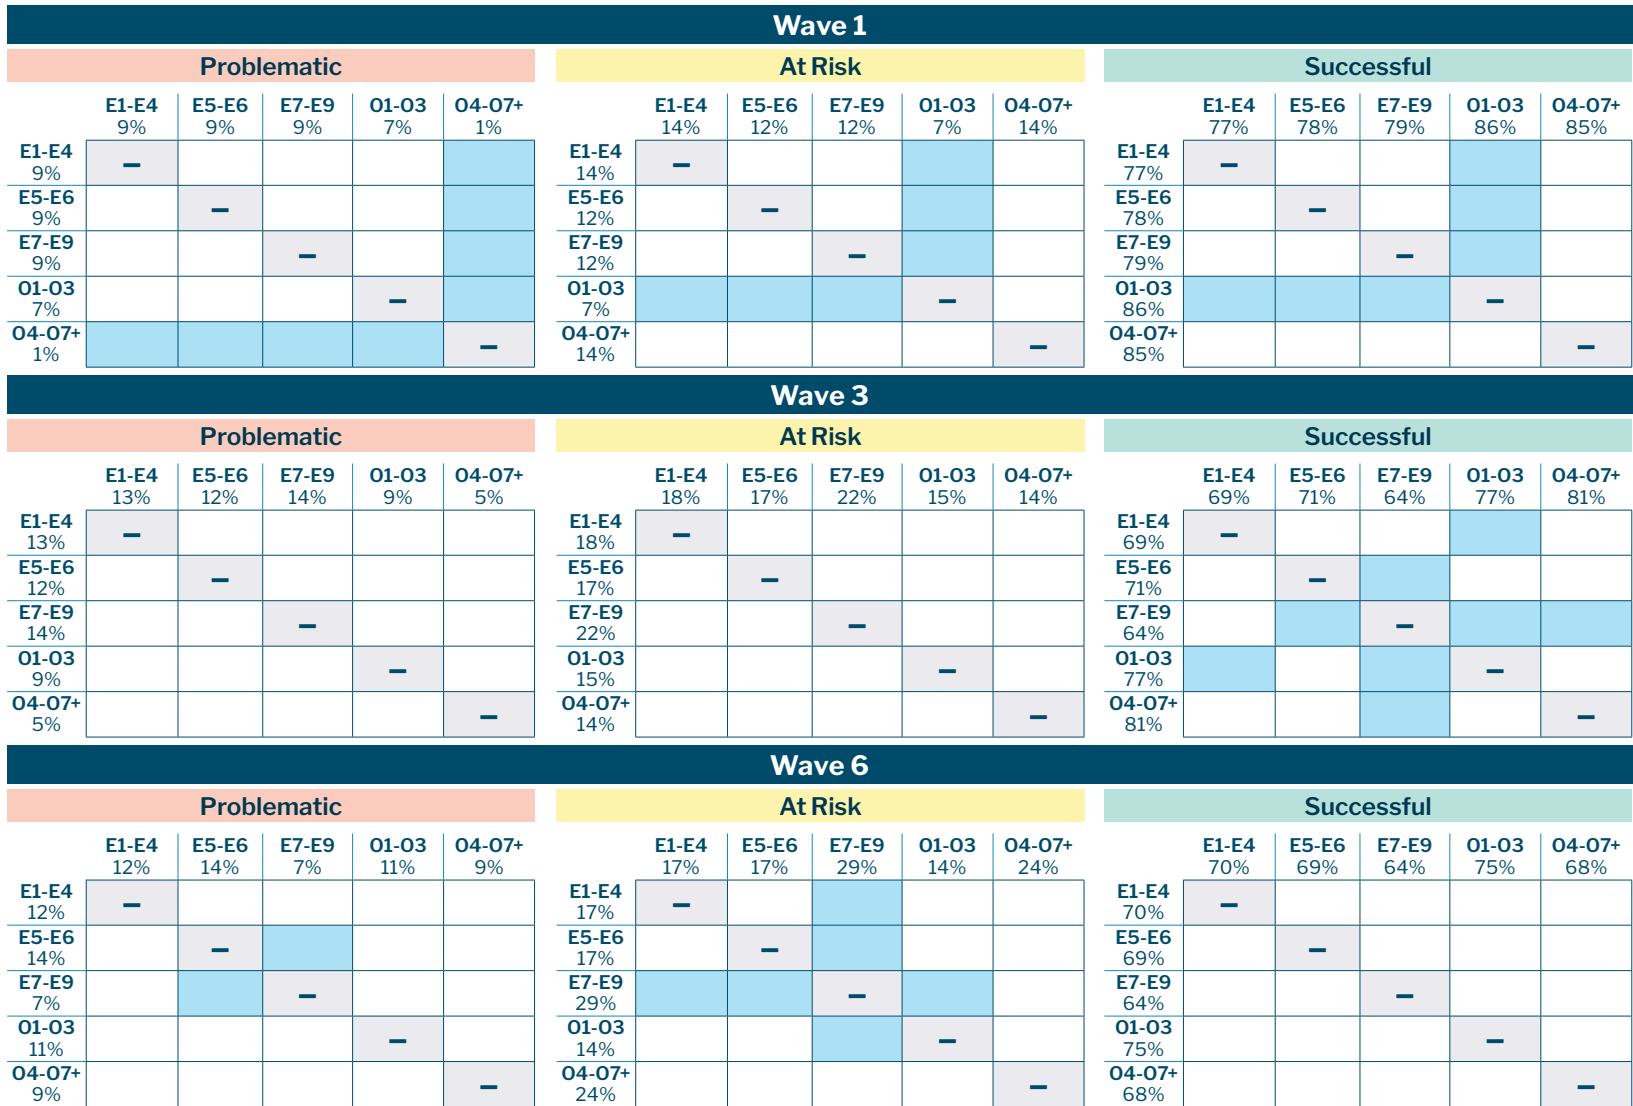 Wave 1
Problematic At Risk Successful
E1-E4 E5-E6 E7-E9 O1-O3 O4-O7+ E1-E4 E5-E6 E7-E9 O1-O3 O4-O7+ E1-E4 E5-E6 E7-E9 O1-O3 O4-O7+
9% 9% 9% 7% 1% 14% 12% 12% 7% 14% 77% 78% 79% 86% 85%
E1-E4 E1-E4 E1-E4
9% – 14% – 77% –
E5-E6 E5-E6 E5-E6
9% – 12% – 78% –
E7-E9 E7-E9 E7-E9
9% – 12% – 79% –
O1-O3 O1-O3 O1-O3
7% – 7% – 86% –
O4-O7+ O4-O7+ O4-O7+
1% – 14% – 85% –
Wave 3
Problematic At Risk Successful
E1-E4 E5-E6 E7-E9 O1-O3 O4-O7+ E1-E4 E5-E6 E7-E9 O1-O3 O4-O7+ E1-E4 E5-E6 E7-E9 O1-O3 O4-O7+
13% 12% 14% 9% 5% 18% 17% 22% 15% 14% 69% 71% 64% 77% 81%
E1-E4 E1-E4 E1-E4
13% – 18% – 69% –
E5-E6 E5-E6 E5-E6
12% – 17% – 71% –
E7-E9 E7-E9 E7-E9
14% – 22% – 64% –
O1-O3 O1-O3 O1-O3
9% – 15% – 77% –
O4-O7+ O4-O7+ O4-O7+
5% – 14% – 81% –
Wave 6
Problematic At Risk Successful
E1-E4 E5-E6 E7-E9 O1-O3 O4-O7+ E1-E4 E5-E6 E7-E9 O1-O3 O4-O7+ E1-E4 E5-E6 E7-E9 O1-O3 O4-O7+
12% 14% 7% 11% 9% 17% 17% 29% 14% 24% 70% 69% 64% 75% 68%
E1-E4 E1-E4 E1-E4
12% – 17% – 70% –
E5-E6 E5-E6 E5-E6
14% – 17% – 69% –
E7-E9 E7-E9 E7-E9
7% – 29% – 64% –
O1-O3 O1-O3 O1-O3
11% – 14% – 75% –
O4-O7+ O4-O7+ O4-O7+
9% – 24% – 68% –